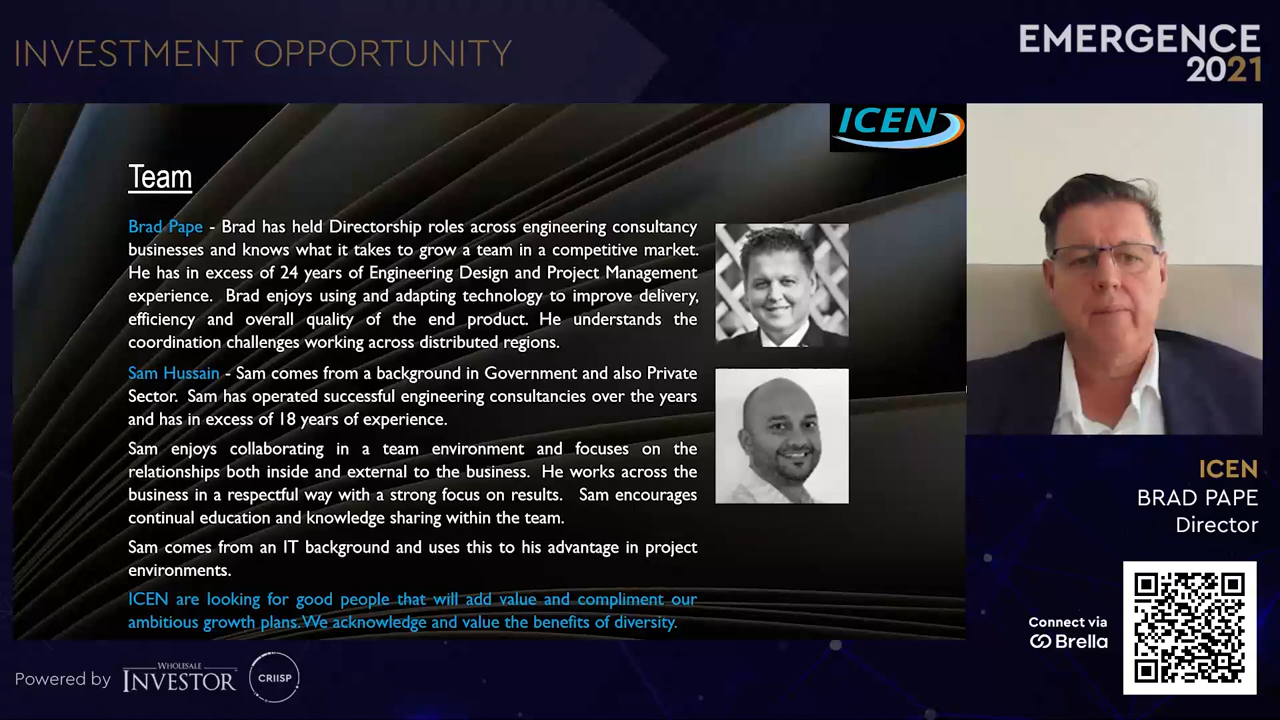 INVESTMENT OPPORTUNITY
EMERGENCE
2021
ICEN
Team
Brad Pape - Brad has held Directorship roles across engineering consultancy
businesses and knows what it takes to grow a team in a competitive market.
He has in excess of 24 years of Engineering Design and Project Management
experience. Brad enjoys using and adapting technology to improve delivery,
efficiency and overall quality of the end product. He understands the
coordination challenges working across distributed regions.
Sam Hussain - Sam comes from a background in Government and also Private
Sector. Sam has operated successful engineering consultancies over the years
and has in excess of 18 years of experience.
Sam enjoys collaborating in a team environment and focuses on the
relationships both inside and external to the business. He works across the
business in a respectful way with a strong focus on results. Sam encourages
continual education and knowledge sharing within the team.
Sam comes from an IT background and uses this to his advantage in project
environments.
ICEN are looking for good people that will add value and compliment our
ambitious growth plans. We acknowledge and value the benefits of diversity.
ICEN
BRAD PAPE
Director
Connect via
Brella
Powered by
WHOLESALE
INVESTOR
CRIISP